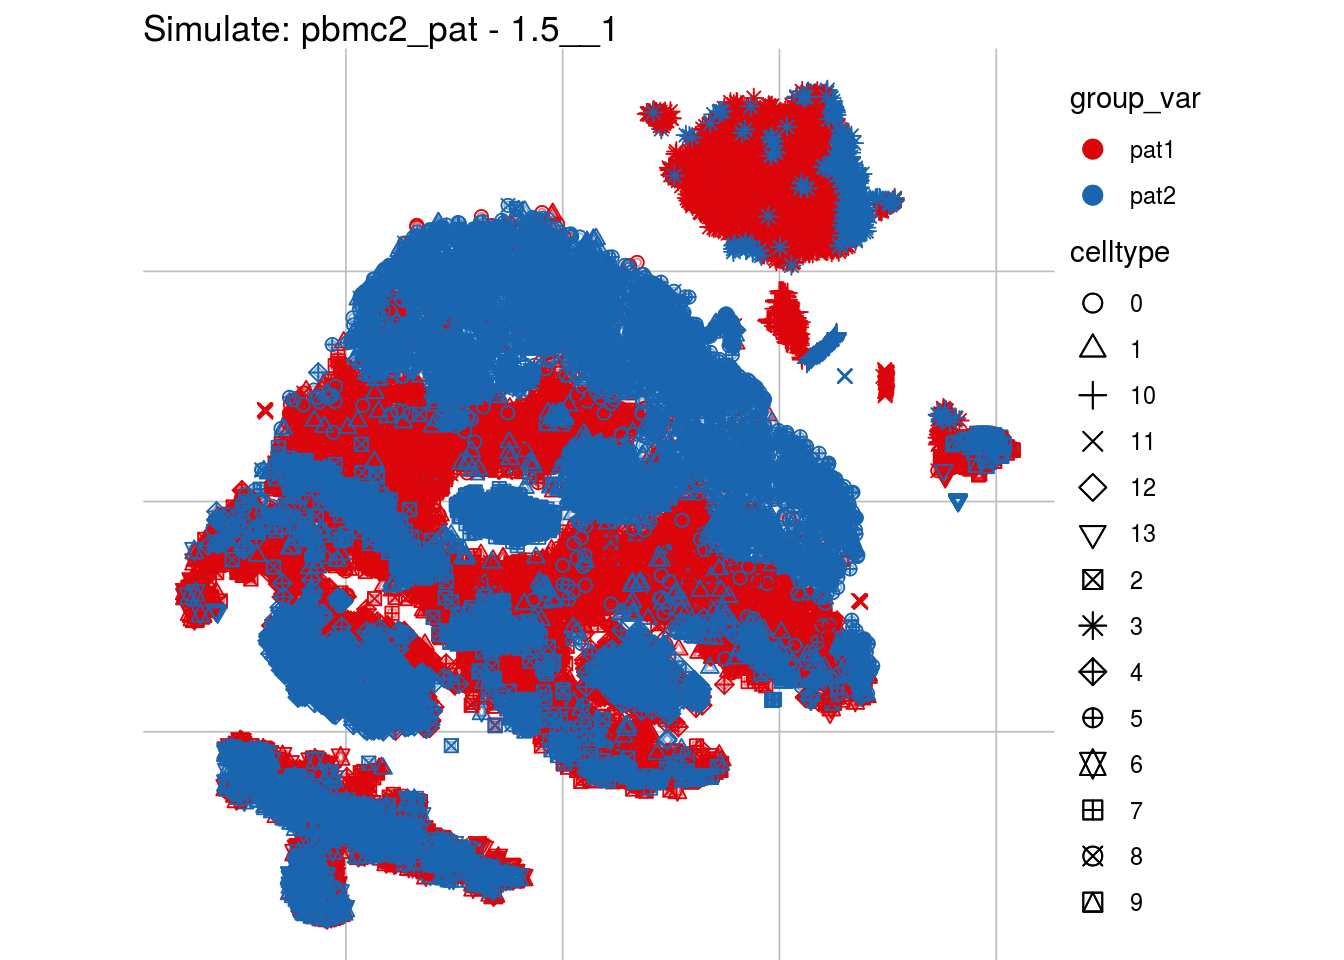 Simulate: pbmc2_pat - 1.5__1
group_var
pat1
pat2
celltype
0
1
10
11
12
13
2
3
4
5
6
7
8
9